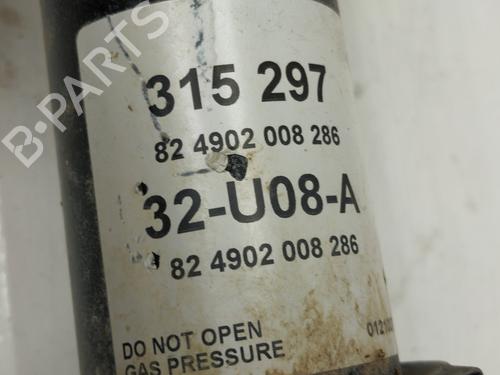 B-PARTS
315 297
82 4902 008 286
32-U08-A
82 4902 008 286
DO NOT OPEN
GAS PRESSURE